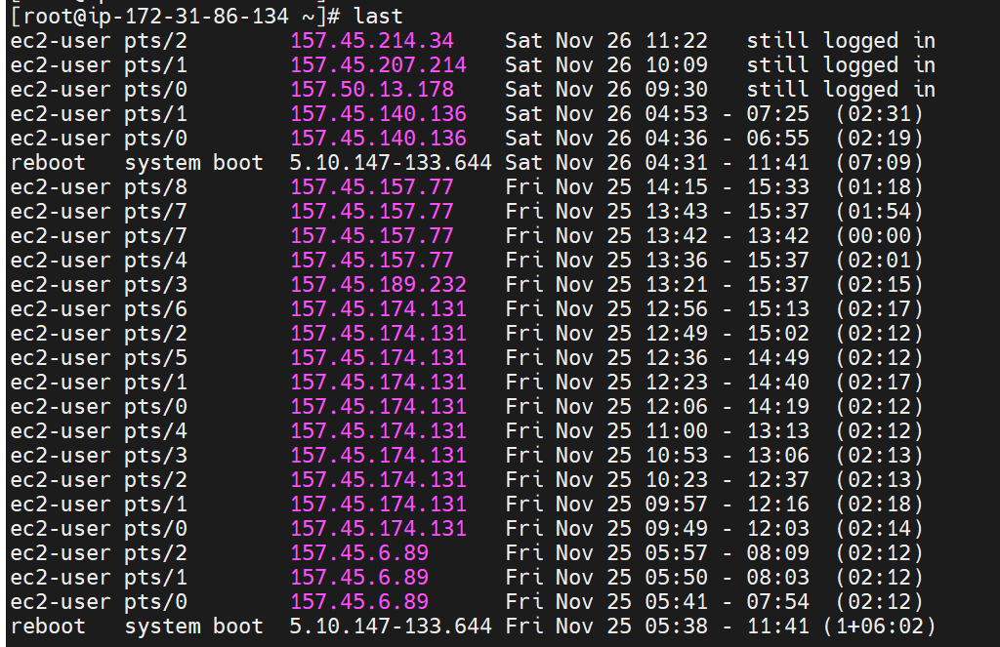 [root@ip-172-31-86-134 ~]# last
ec2-user pts/2        157.45.214.34    Sat Nov 26 11:22   still logged in
ec2-user pts/1        157.45.207.214   Sat Nov 26 10:09   still logged in
ec2-user pts/0        157.50.13.178    Sat Nov 26 09:30   still logged in
ec2-user pts/1        157.45.140.136   Sat Nov 26 04:53 - 07:25  (02:31)
ec2-user pts/0        157.45.140.136   Sat Nov 26 04:36 - 06:55  (02:19)
reboot   system boot  5.10.147-133.644 Sat Nov 26 04:31 - 11:41  (07:09)
ec2-user pts/8        157.45.157.77    Fri Nov 25 14:15 - 15:33  (01:18)
ec2-user pts/7        157.45.157.77    Fri Nov 25 13:43 - 15:37  (01:54)
ec2-user pts/7        157.45.157.77    Fri Nov 25 13:42 - 13:42  (00:00)
ec2-user pts/4        157.45.157.77    Fri Nov 25 13:36 - 15:37  (02:01)
ec2-user pts/3        157.45.189.232   Fri Nov 25 13:21 - 15:37  (02:15)
ec2-user pts/6        157.45.174.131   Fri Nov 25 12:56 - 15:13  (02:17)
ec2-user pts/2        157.45.174.131   Fri Nov 25 12:49 - 15:02  (02:12)
ec2-user pts/5        157.45.174.131   Fri Nov 25 12:36 - 14:49  (02:12)
ec2-user pts/1        157.45.174.131   Fri Nov 25 12:23 - 14:40  (02:17)
ec2-user pts/0        157.45.174.131   Fri Nov 25 12:06 - 14:19  (02:12)
ec2-user pts/4        157.45.174.131   Fri Nov 25 11:00 - 13:13  (02:12)
ec2-user pts/3        157.45.174.131   Fri Nov 25 10:53 - 13:06  (02:13)
ec2-user pts/2        157.45.174.131   Fri Nov 25 10:23 - 12:37  (02:13)
ec2-user pts/1        157.45.174.131   Fri Nov 25 09:57 - 12:16  (02:18)
ec2-user pts/0        157.45.174.131   Fri Nov 25 09:49 - 12:03  (02:14)
ec2-user pts/2        157.45.6.89      Fri Nov 25 05:57 - 08:09  (02:12)
ec2-user pts/1        157.45.6.89      Fri Nov 25 05:50 - 08:03  (02:12)
ec2-user pts/0        157.45.6.89      Fri Nov 25 05:41 - 07:54  (02:12)
reboot   system boot  5.10.147-133.644 Fri Nov 25 05:38 - 11:41 (1+06:02)